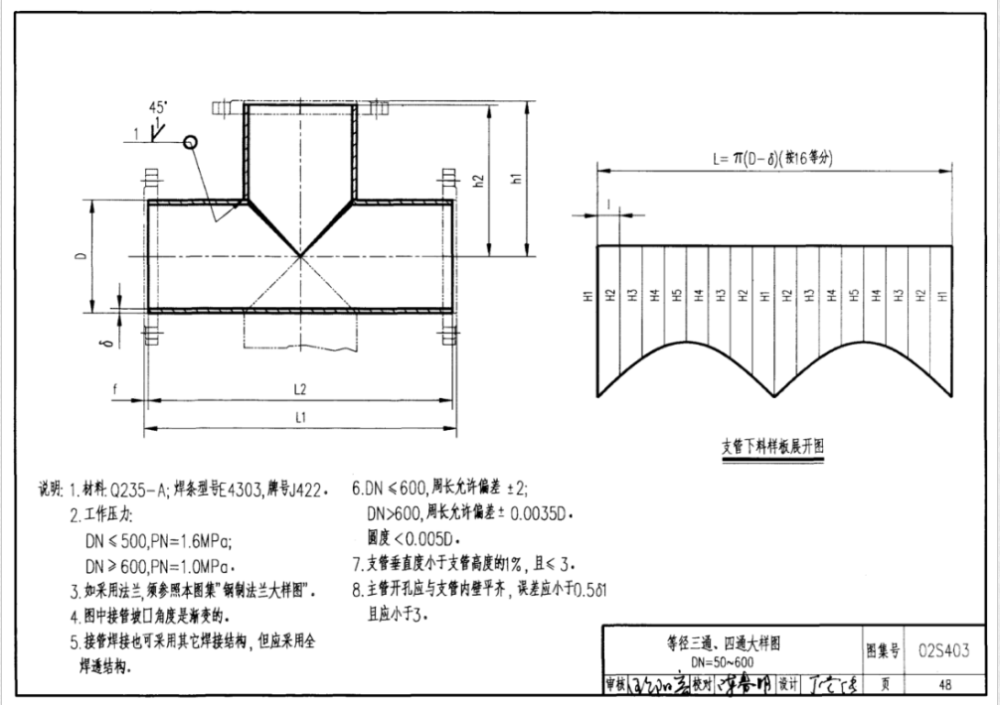 45°
1
1
h2
h1
D
δ
f
L2
L1
L= π(D-δ)(按16等分)
l
H1 H2 H3 H4 H5 H4 H3 H2 H1 H2 H3 H4 H5 H4 H3 H2 H1
支管下料样板展开图
说明: 1.材料:Q235-A; 焊条型号E4303,牌号J422.
2.工作压力:
DN≤500,PN=1.6MPa;
DN≥600,PN=1.0MPa.
3.如采用法兰,须参照本图集"钢制法兰大样图".
4.图中接管坡口角度是渐变的.
5.接管焊接也可采用其它焊接结构, 但应采用全
焊透结构.
6.DN≤600,周长允许偏差 ±2;
DN>600,周长允许偏差± 0.0035D.
圆度<0.005D.
7.支管垂直度小于支管高度的1%, 且≤ 3.
8.主管开孔应与支管内壁平齐, 误差应小于0.5δ1
且应小于3.
等径三通、四通大样图
DN=50~600
图集号
02S403
审核
校对
设计
页
48